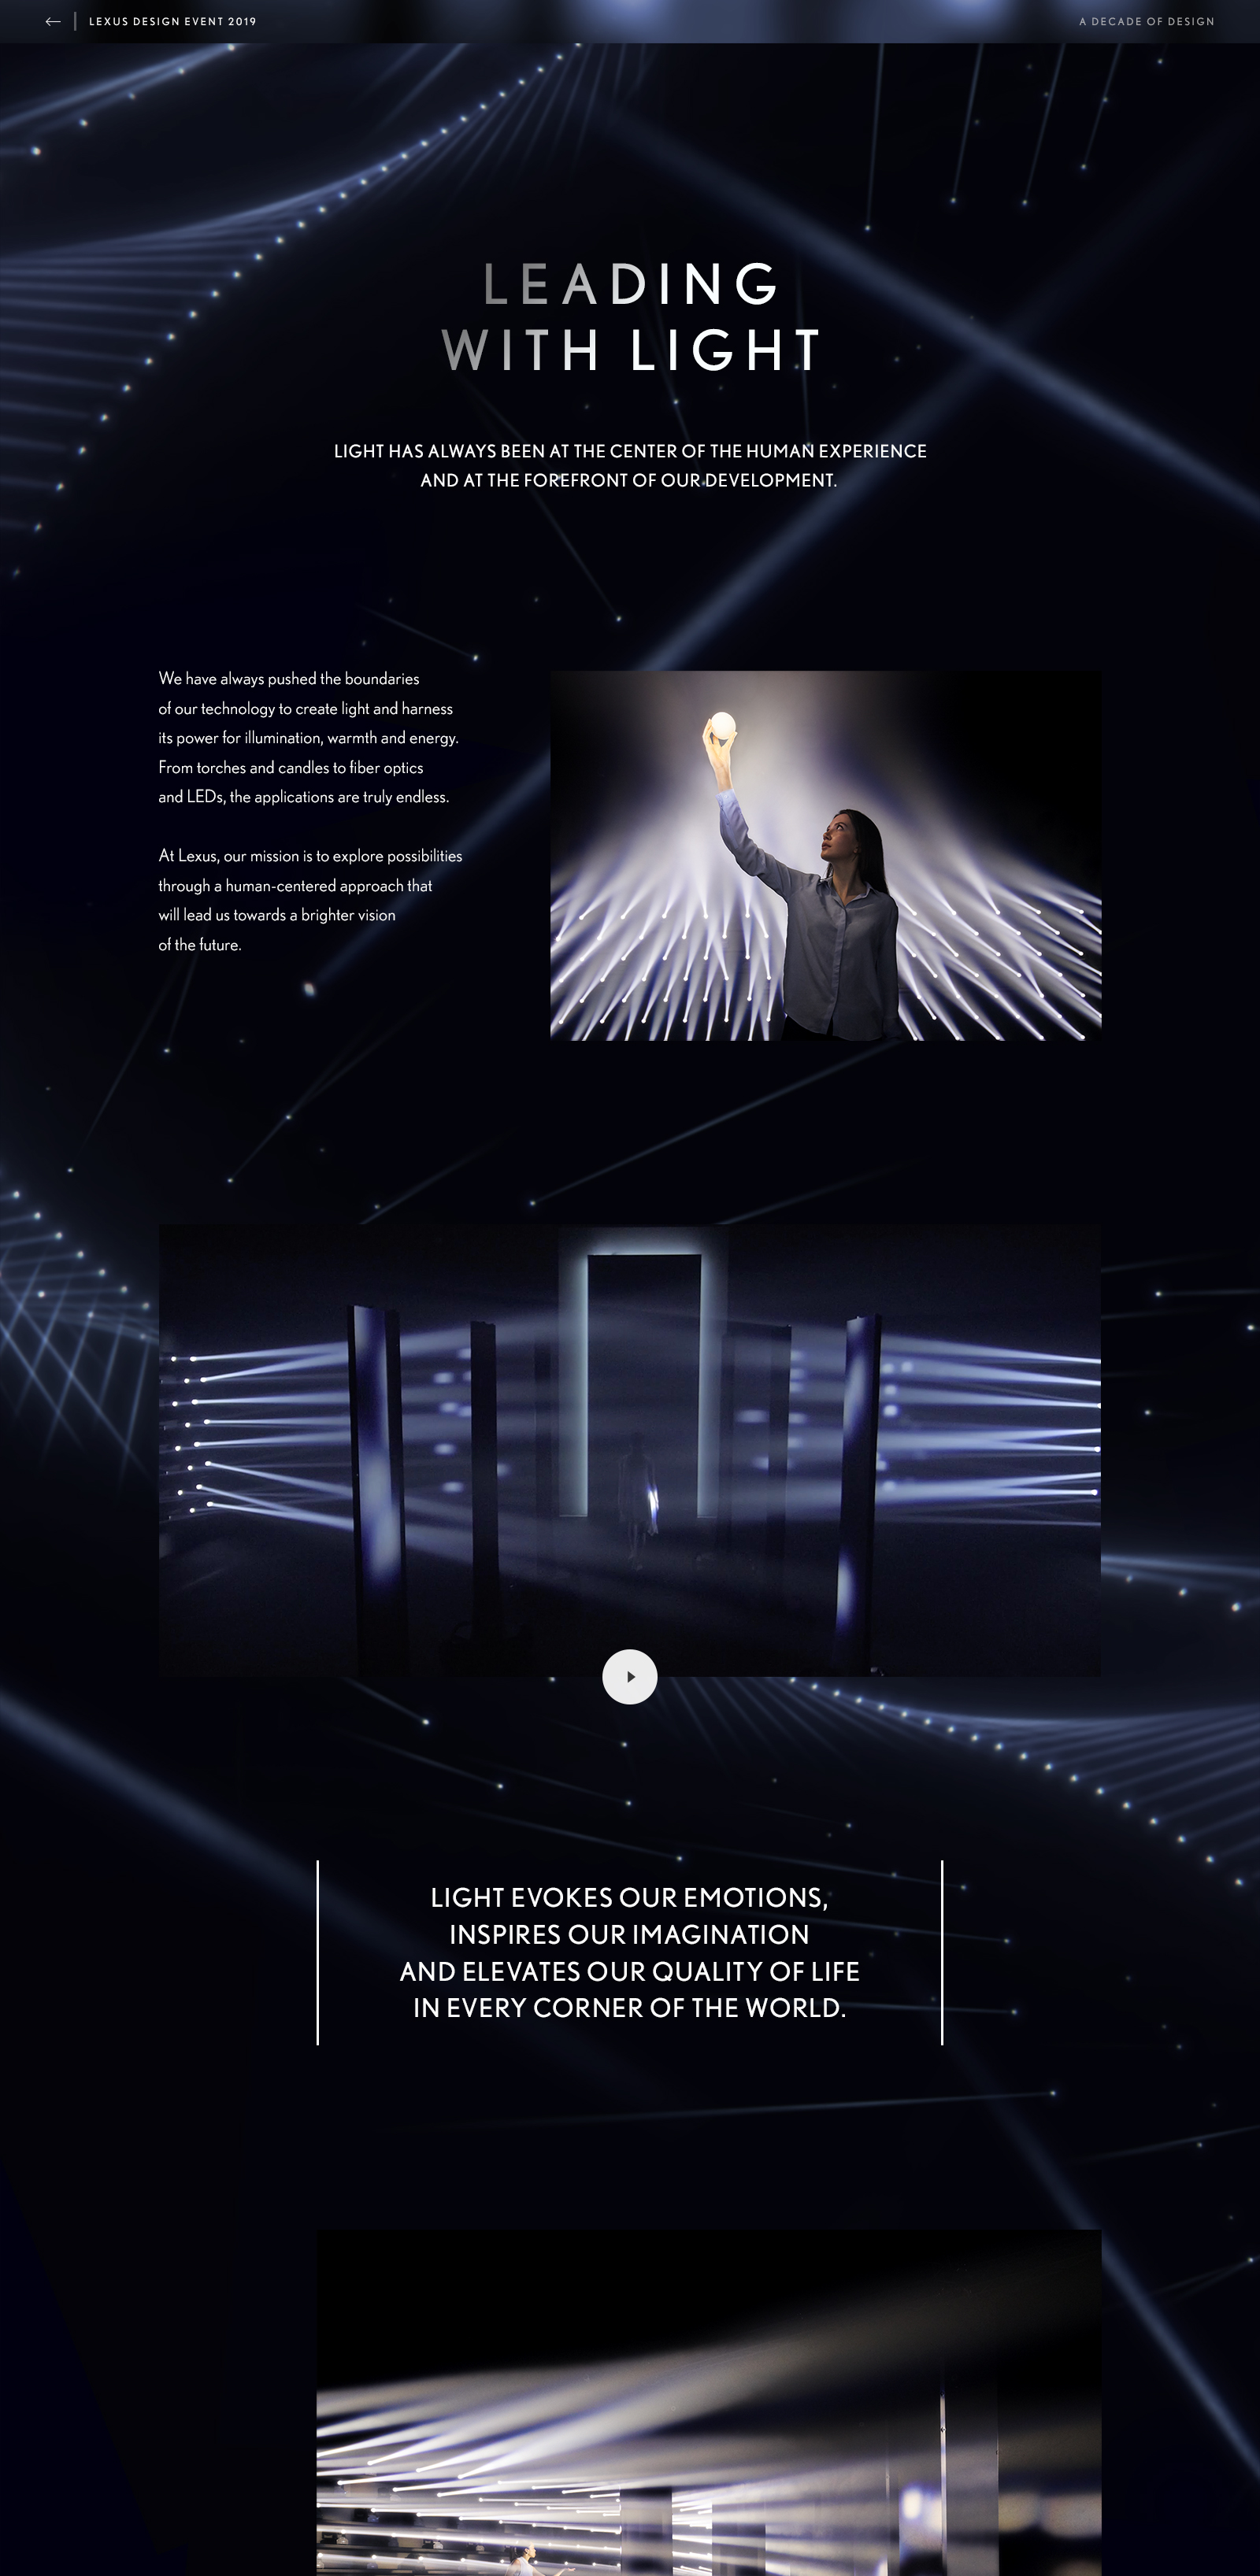 LEXUS DESIGN EVENT 2019
A DECADE OF DESIGN
LEADING
WITH LIGHT
LIGHT HAS ALWAYS BEEN AT THE CENTER OF THE HUMAN EXPERIENCE
AND AT THE FOREFRONT OF OUR DEVELOPMENT.
We have always pushed the boundaries
of our technology to create light and harness
its power for illumination, warmth and energy.
From torches and candles to fiber optics
and LEDs, the applications are truly endless.
At Lexus, our mission is to explore possibilities
through a human-centered approach that
will lead us towards a brighter vision
of the future.
LIGHT EVOKES OUR EMOTIONS,
INSPIRES OUR IMAGINATION
AND ELEVATES OUR QUALITY OF LIFE
IN EVERY CORNER OF THE WORLD.